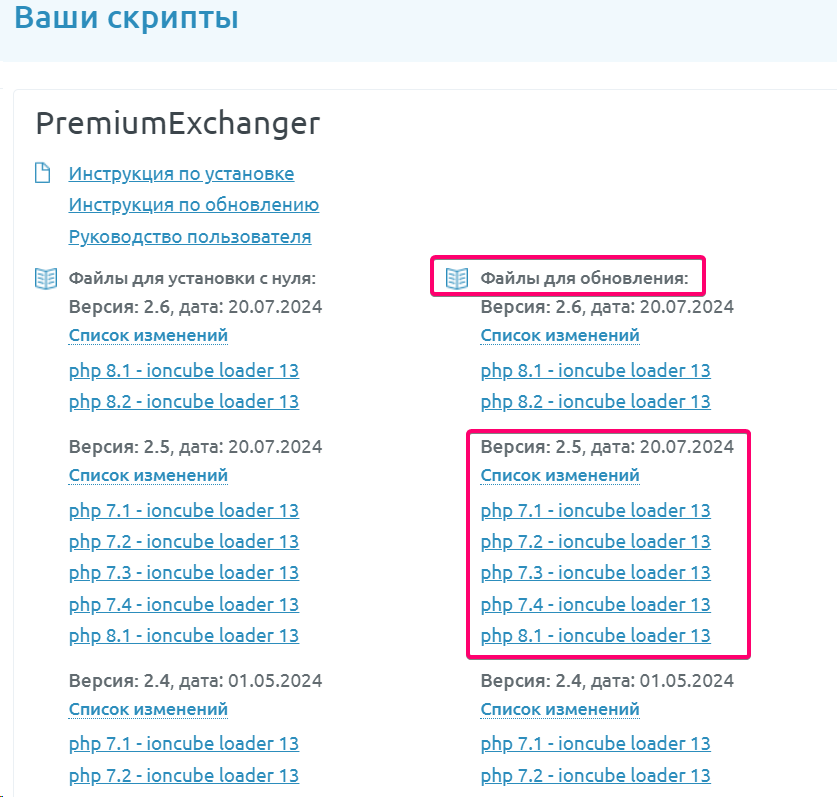 Ваши скрипты
PremiumExchanger
Инструкция по установке
Инструкция по обновлению
Руководство пользователя
Файлы для установки с нуля:
Версия: 2.6, дата: 20.07.2024
Список изменений
php 8.1 - ioncube loader 13
php 8.2 - ioncube loader 13
Версия: 2.5, дата: 20.07.2024
Список изменений
php 7.1 - ioncube loader 13
php 7.2 - ioncube loader 13
php 7.3 - ioncube loader 13
php 7.4 - ioncube loader 13
php 8.1 - ioncube loader 13
Версия: 2.4, дата: 01.05.2024
Список изменений
php 7.1 - ioncube loader 13
php 7.2 - ioncube loader 13
Файлы для обновления:
Версия: 2.6, дата: 20.07.2024
Список изменений
php 8.1 - ioncube loader 13
php 8.2 - ioncube loader 13
Версия: 2.5, дата: 20.07.2024
Список изменений
php 7.1 - ioncube loader 13
php 7.2 - ioncube loader 13
php 7.3 - ioncube loader 13
php 7.4 - ioncube loader 13
php 8.1 - ioncube loader 13
Версия: 2.4, дата: 01.05.2024
Список изменений
php 7.1 - ioncube loader 13
php 7.2 - ioncube loader 13